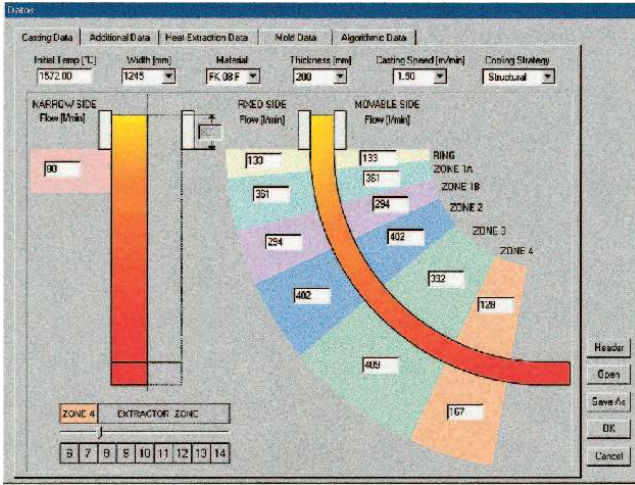 Datos
Casting Data Additional Data Heat Extraction Data Mold Data Algorithmic Data
Initial Temp [°C] Width [mm] Material Thickness [mm] Casting Speed [m/min] Cooling Strategy
1572.00 1245 FK 08 F 200 1.50 Structural
NARROW SIDE FIXED SIDE MOVABLE SIDE
Flow [l/min] Flow [l/min] Flow [l/min]
80
133 133 RING
361 361 ZONE 1A
294 294 ZONE 1B
402 402 ZONE 2
332 ZONE 3
128 ZONE 4
409
167
ZONE 4 EXTRACTOR ZONE
6 7 8 9 10 11 12 13 14
Header
Open
Save As
OK
Cancel